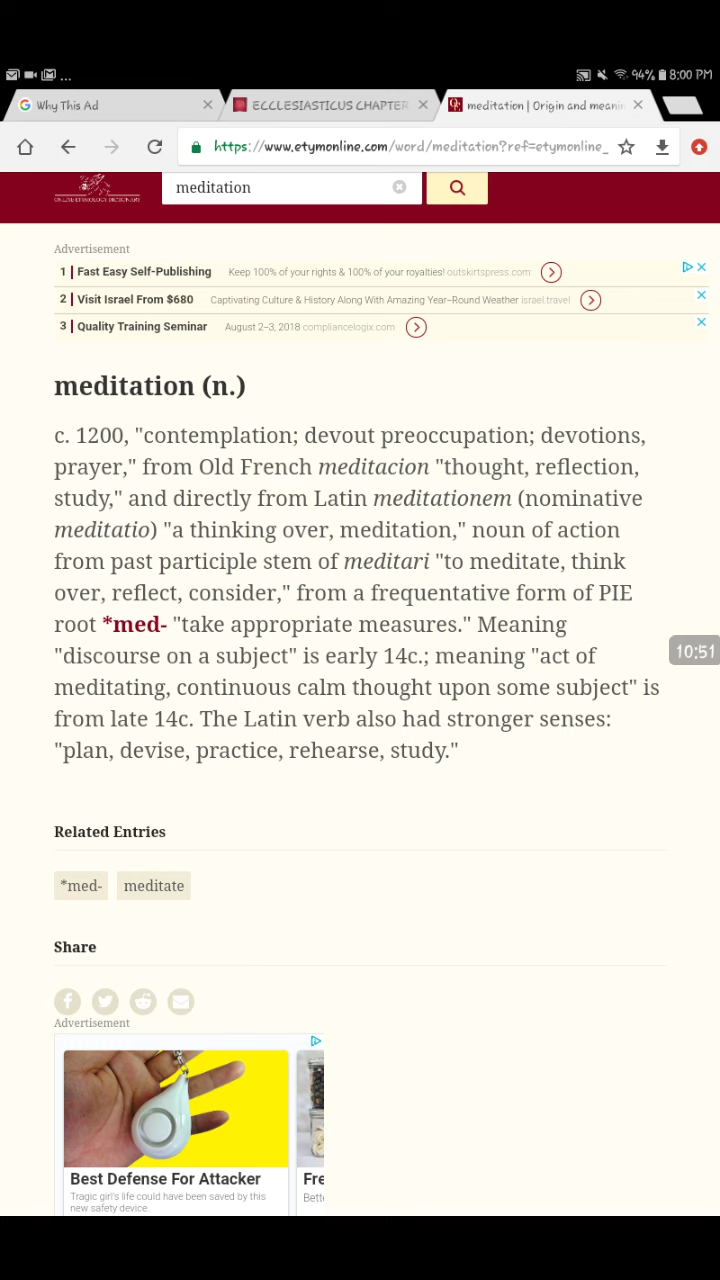 ... 94% 8:00 PM
Why This Ad
ECCLESIASTICUS CHAPTER
meditation | Origin and meanin
https://www.etymonline.com/word/meditation?ref=etymonline_
ONLINE ETYMOLOGY DICTIONARY
meditation
Advertisement
1 Fast Easy Self-Publishing Keep 100% of your rights & 100% of your royalties! outskirtspress.com
2 Visit Israel From $680 Captivating Culture & History Along With Amazing Year-Round Weather israel.travel
3 Quality Training Seminar August 2-3, 2018 compliancelogix.com
meditation (n.)
c. 1200, "contemplation; devout preoccupation; devotions,
prayer," from Old French meditacion "thought, reflection,
study," and directly from Latin meditationem (nominative
meditatio) "a thinking over, meditation," noun of action
from past participle stem of meditari "to meditate, think
over, reflect, consider," from a frequentative form of PIE
root *med- "take appropriate measures." Meaning
"discourse on a subject" is early 14c.; meaning "act of
meditating, continuous calm thought upon some subject" is
from late 14c. The Latin verb also had stronger senses:
"plan, devise, practice, rehearse, study."
10:51
Related Entries
*med- meditate
Share
Advertisement
Best Defense For Attacker
Tragic girl's life could have been saved by this
new safety device.
Fre
Bett